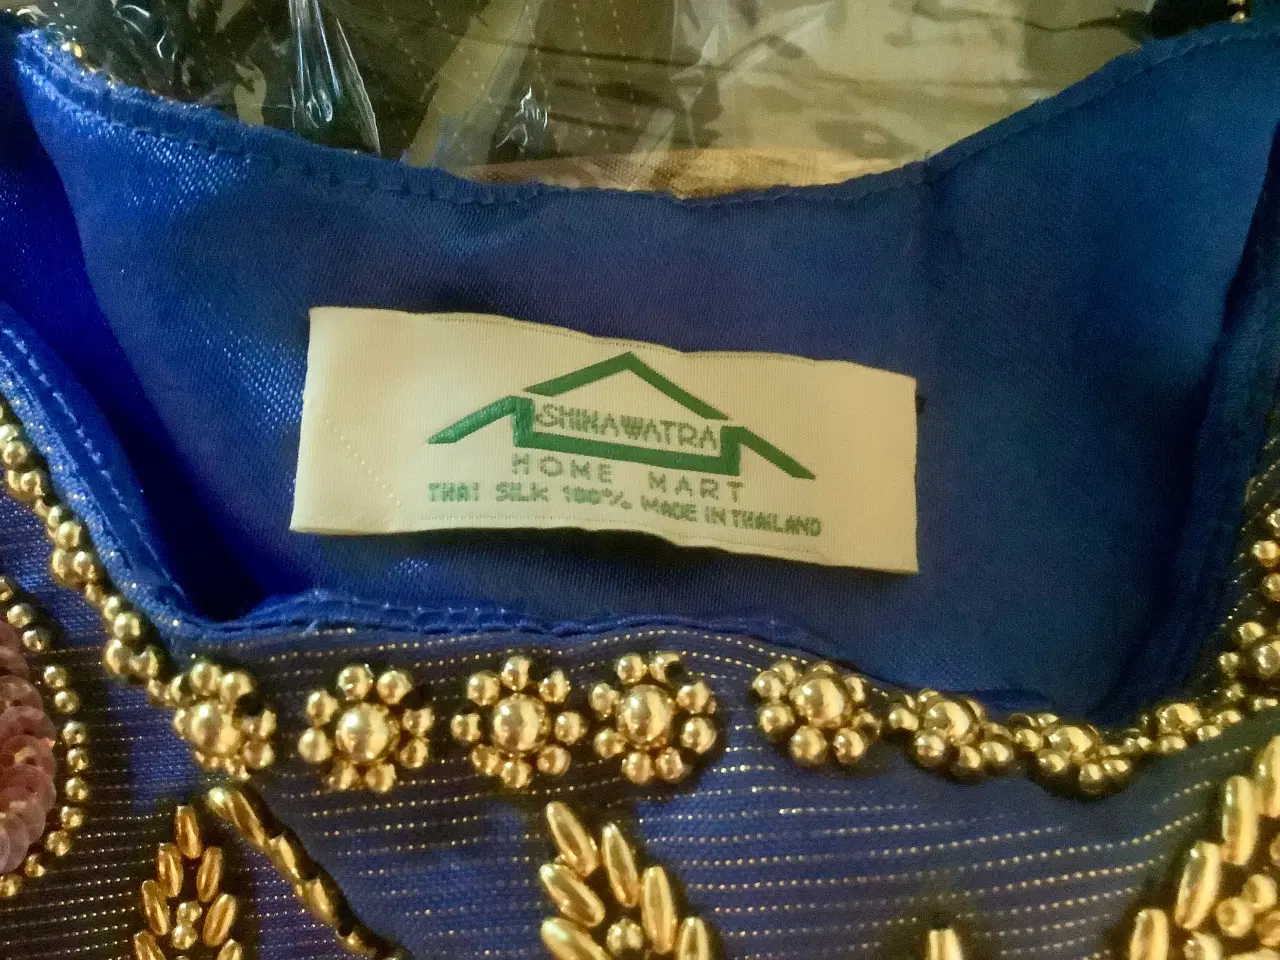 SHINAWATRA
HOME MART
THAI SILK 100% MADE IN THAILAND